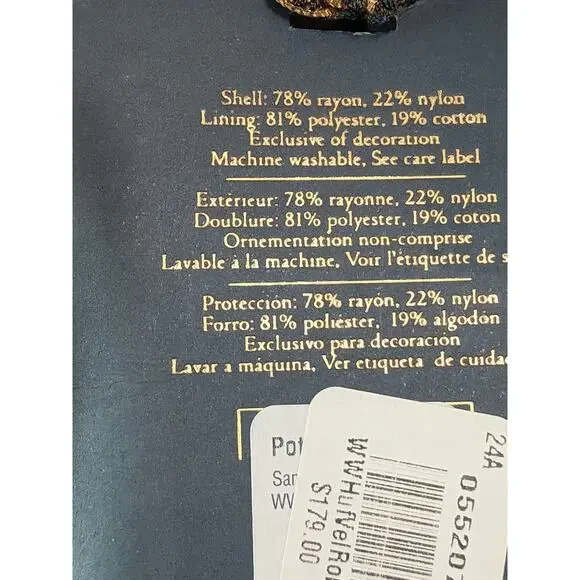 Shell: 78% rayon, 22% nylon
Lining: 81% polyester, 19% cotton
Exclusive of decoration
Machine washable, See care label
Extérieur: 78% rayonne, 22% nylon
Doublure: 81% polyester, 19% coton
Ornementation non-comprise
Lavable à la machine, Voir l'étiquette de s
Protección: 78% rayón, 22% nylon
Forro: 81% poliéster, 19% algodón
Exclusivo para decoración
Lavar a máquina, Ver etiqueta de cuidad
Pot
San
WW
24A
05520
WWHufVelRo
$179.00